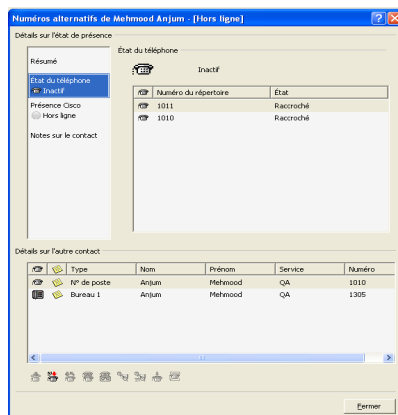 Numéros alternatifs de Mehmood Anjum - [Hors ligne]
Détails sur l'état de présence
Résumé
État du téléphone
Inactif
Présence Cisco
Hors ligne
Notes sur le contact
État du téléphone
Inactif
Numéro du répertoire État
1011 Raccroché
1010 Raccroché
Détails sur l'autre contact
Type Nom Prénom Service Numéro
N° de poste Anjum Mehmood QA 1010
Bureau 1 Anjum Mehmood QA 1305
Fermer